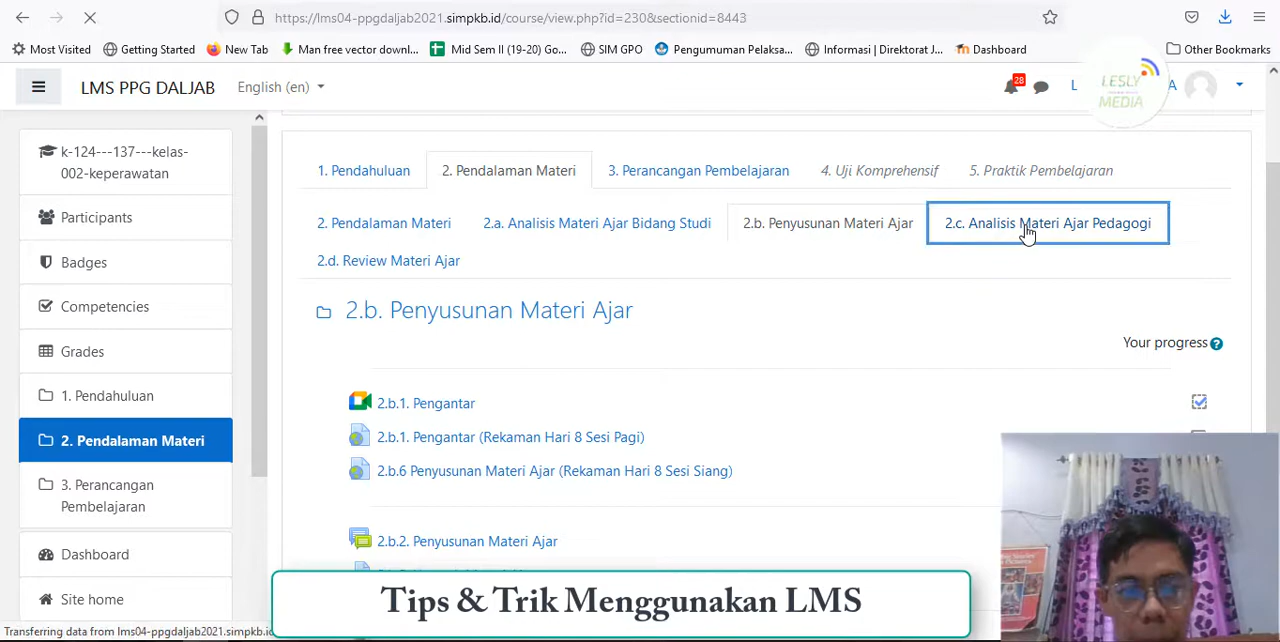 https://lms04-ppgdaljab2021.simpkb.id/course/view.php?id=230&sectionid=8443
Most Visited Getting Started New Tab Man free vector downl... Mid Sem II (19-20) Go... SIM GPO Pengumuman Pelaksa... Informasi | Direktorat J... Dashboard Other Bookmarks
LMS PPG DALJAB English (en) 28 L A
LESLY
MEDIA
k-124---137---kelas-
002-keperawatan
Participants
Badges
Competencies
Grades
1. Pendahuluan
2. Pendalaman Materi
3. Perancangan
Pembelajaran
Dashboard
Site home
1. Pendahuluan 2. Pendalaman Materi 3. Perancangan Pembelajaran 4. Uji Komprehensif 5. Praktik Pembelajaran
2. Pendalaman Materi 2.a. Analisis Materi Ajar Bidang Studi 2.b. Penyusunan Materi Ajar 2.c. Analisis Materi Ajar Pedagogi
2.d. Review Materi Ajar
2.b. Penyusunan Materi Ajar
Your progress
2.b.1. Pengantar
2.b.1. Pengantar (Rekaman Hari 8 Sesi Pagi)
2.b.6 Penyusunan Materi Ajar (Rekaman Hari 8 Sesi Siang)
2.b.2. Penyusunan Materi Ajar
Tips & Trik Menggunakan LMS
Transferring data from lms04-ppgdaljab2021.simpkb.id